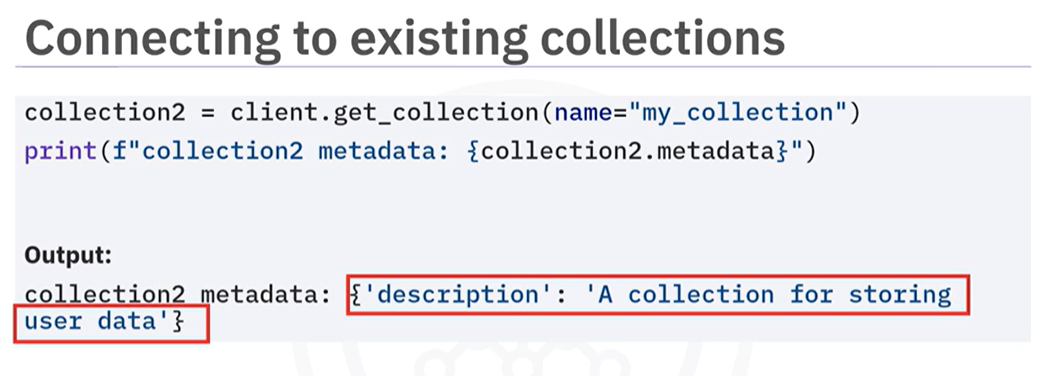 Connecting to existing collections
collection2 = client.get_collection(name="my_collection")
print(f"collection2 metadata: {collection2.metadata}")
Output:
collection2 metadata: {'description': 'A collection for storing
user data'}